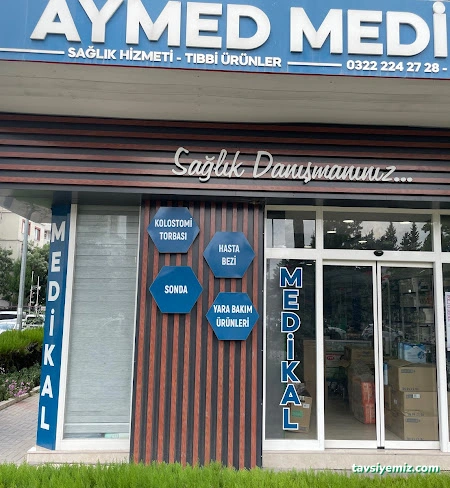 AYMED MEDİ
SAĞLIK HİZMETİ - TIBBİ ÜRÜNLER
0322 224 27 28 -
Sağlık Danışmanınız...
KOLOSTOMİ
TORBASI
HASTA
BEZİ
SONDA
YARA BAKIM
ÜRÜNLERİ
MEDİKAL
MEDİKAL
tavsiyemiz.com